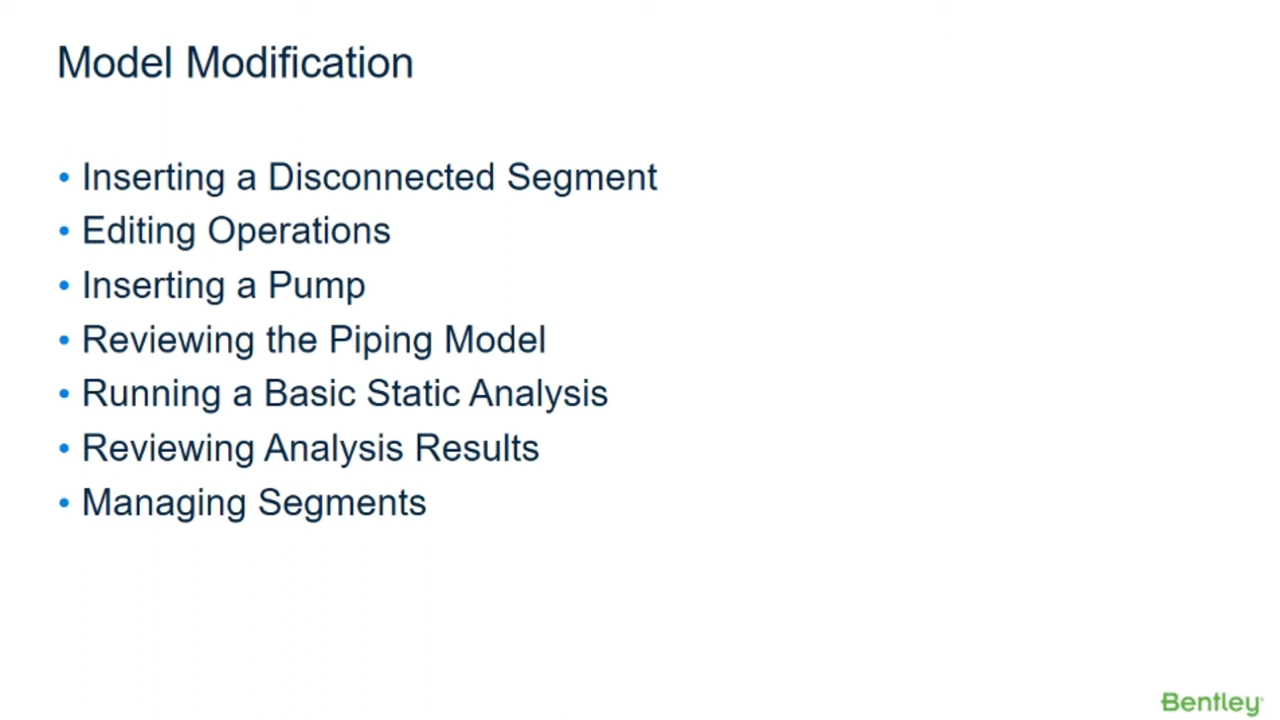 Model Modification
• Inserting a Disconnected Segment
• Editing Operations
• Inserting a Pump
• Reviewing the Piping Model
• Running a Basic Static Analysis
• Reviewing Analysis Results
• Managing Segments
Bentley